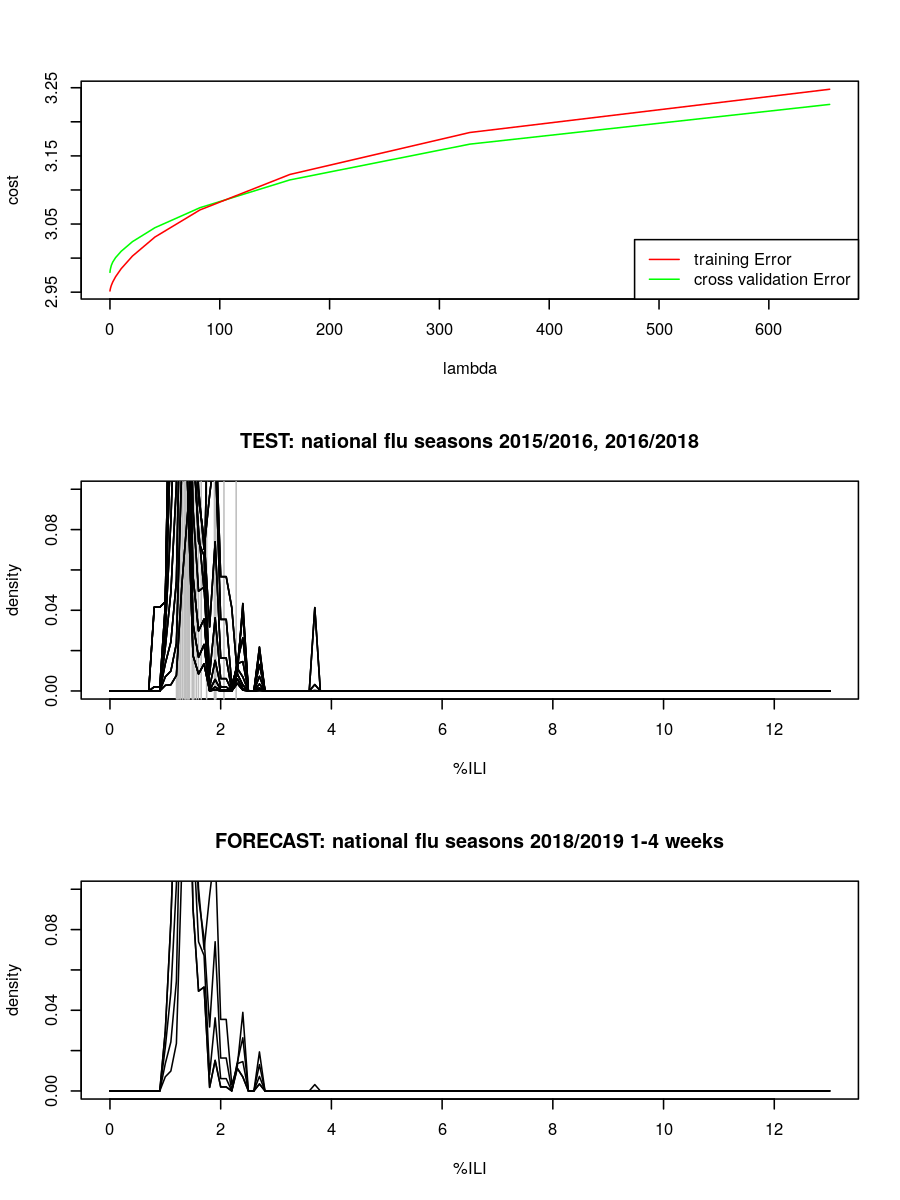 3.25
3.15
3.05
2.95
cost
training Error
cross validation Error
0 100 200 300 400 500 600
lambda
TEST: national flu seasons 2015/2016, 2016/2018
0.08
0.04
0.00
density
0 2 4 6 8 10 12
%ILI
FORECAST: national flu seasons 2018/2019 1-4 weeks
0.08
0.04
0.00
density
0 2 4 6 8 10 12
%ILI